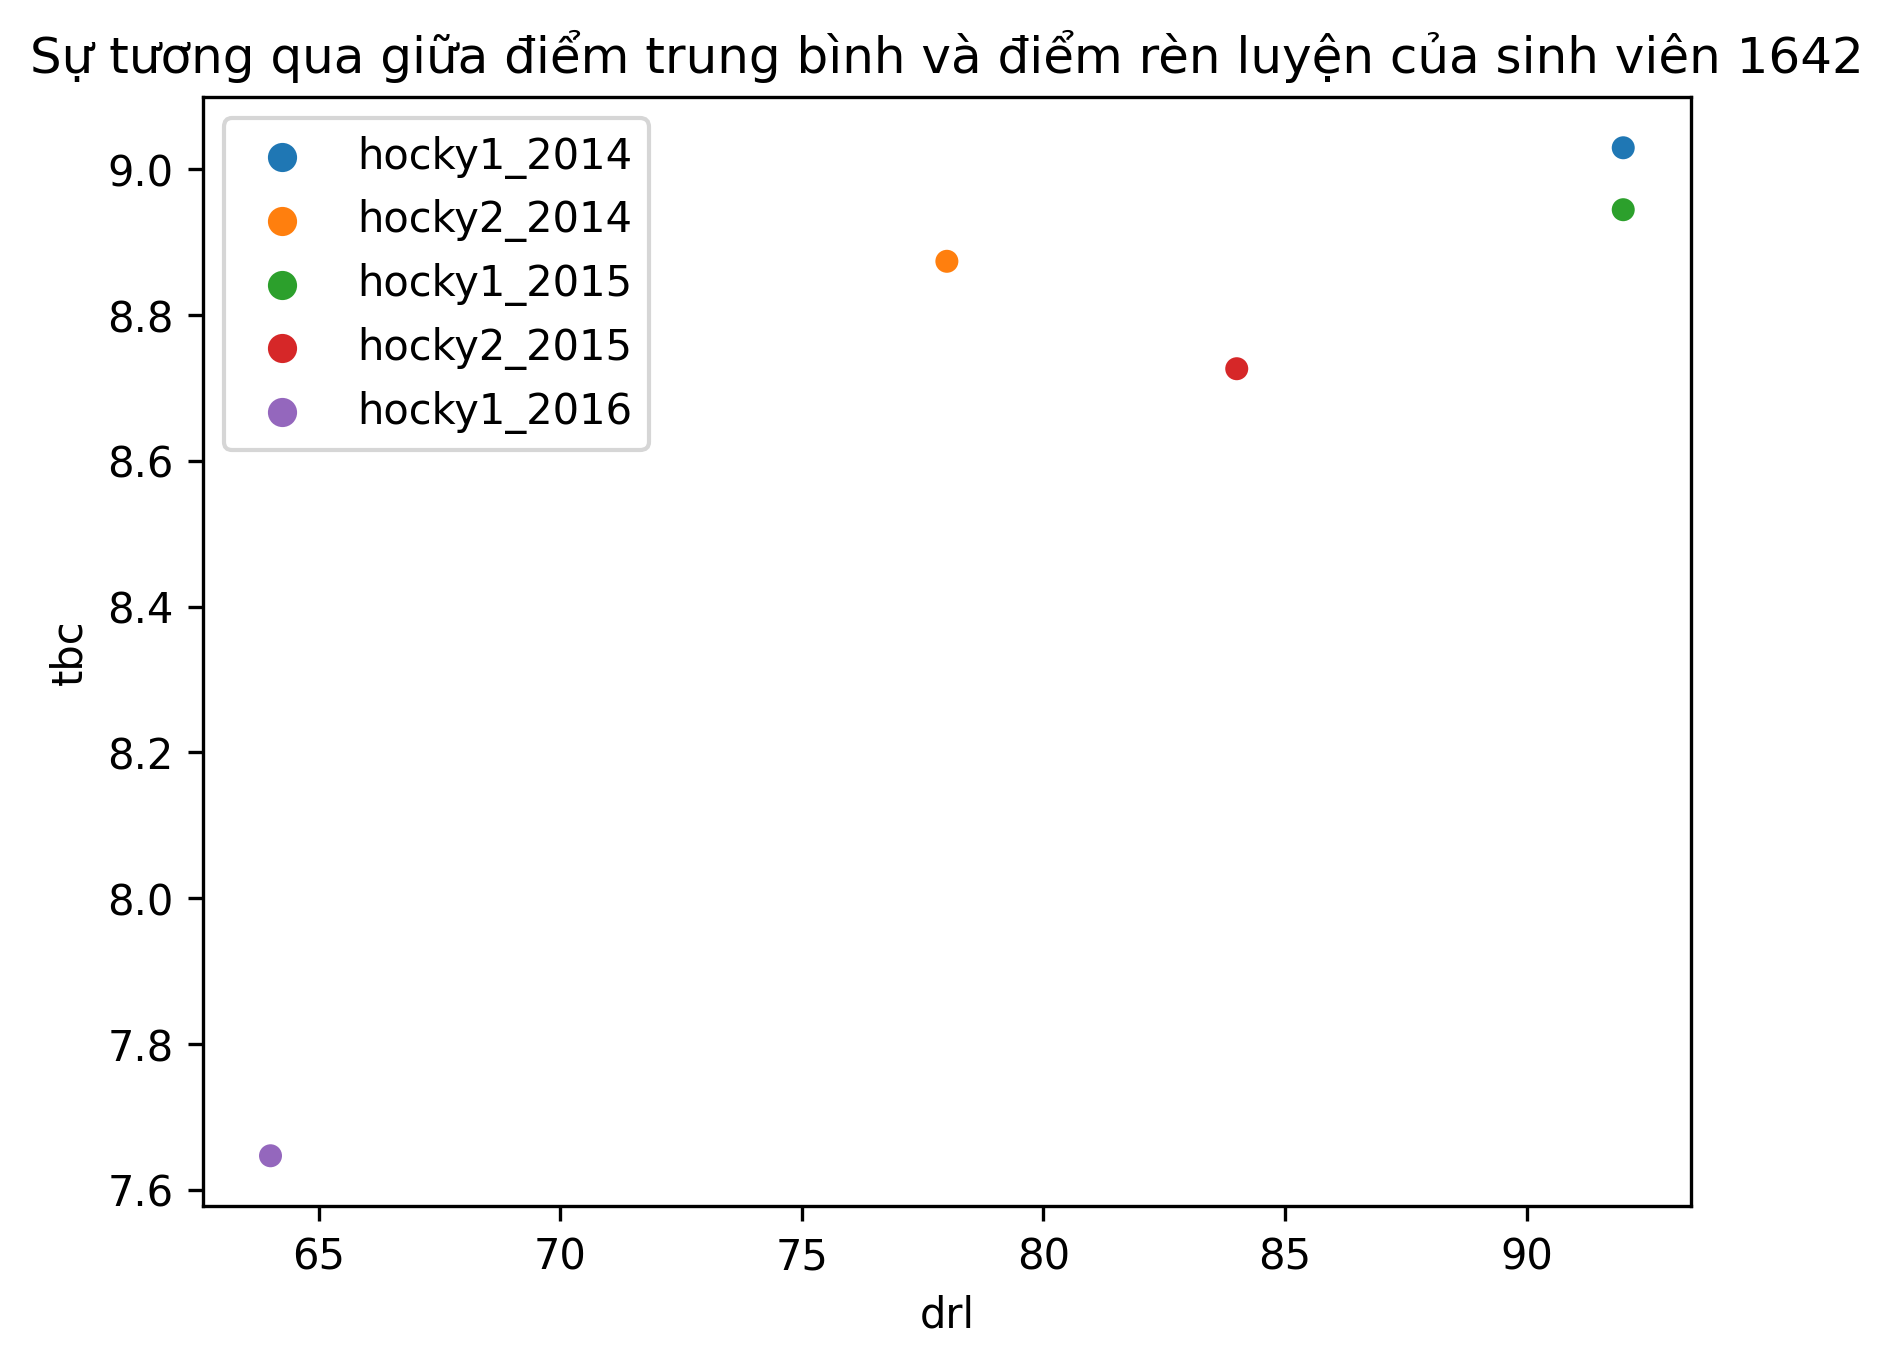 Sự tương qua giữa điểm trung bình và điểm rèn luyện của sinh viên 1642
hocky1_2014
hocky2_2014
hocky1_2015
hocky2_2015
hocky1_2016
9.0
8.8
8.6
8.4
8.2
8.0
7.8
7.6
tbc
65 70 75 80 85 90
drl